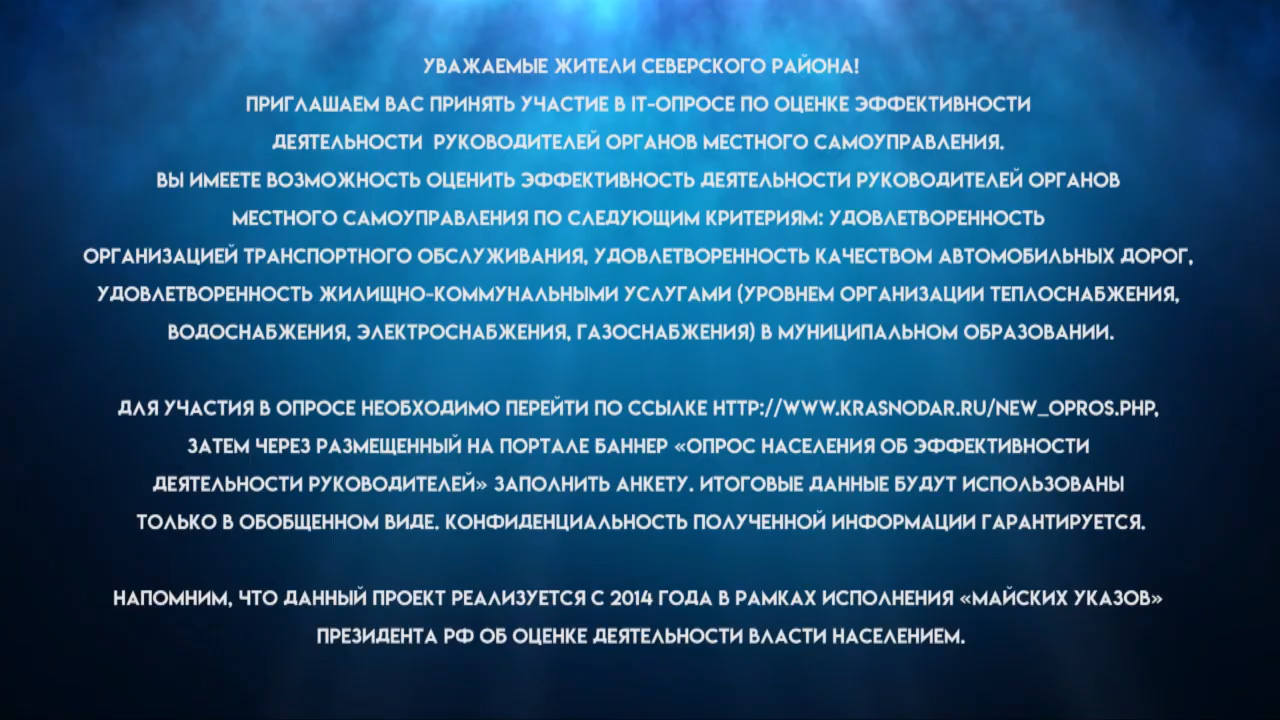 УВАЖАЕМЫЕ ЖИТЕЛИ СЕВЕРСКОГО РАЙОНА!
ПРИГЛАШАЕМ ВАС ПРИНЯТЬ УЧАСТИЕ В IT-ОПРОСЕ ПО ОЦЕНКЕ ЭФФЕКТИВНОСТИ
ДЕЯТЕЛЬНОСТИ РУКОВОДИТЕЛЕЙ ОРГАНОВ МЕСТНОГО САМОУПРАВЛЕНИЯ.
ВЫ ИМЕЕТЕ ВОЗМОЖНОСТЬ ОЦЕНИТЬ ЭФФЕКТИВНОСТЬ ДЕЯТЕЛЬНОСТИ РУКОВОДИТЕЛЕЙ ОРГАНОВ
МЕСТНОГО САМОУПРАВЛЕНИЯ ПО СЛЕДУЮЩИМ КРИТЕРИЯМ: УДОВЛЕТВОРЕННОСТЬ
ОРГАНИЗАЦИЕЙ ТРАНСПОРТНОГО ОБСЛУЖИВАНИЯ, УДОВЛЕТВОРЕННОСТЬ КАЧЕСТВОМ АВТОМОБИЛЬНЫХ ДОРОГ,
УДОВЛЕТВОРЕННОСТЬ ЖИЛИЩНО-КОММУНАЛЬНЫМИ УСЛУГАМИ (УРОВНЕМ ОРГАНИЗАЦИИ ТЕПЛОСНАБЖЕНИЯ,
ВОДОСНАБЖЕНИЯ, ЭЛЕКТРОСНАБЖЕНИЯ, ГАЗОСНАБЖЕНИЯ) В МУНИЦИПАЛЬНОМ ОБРАЗОВАНИИ.
ДЛЯ УЧАСТИЯ В ОПРОСЕ НЕОБХОДИМО ПЕРЕЙТИ ПО ССЫЛКЕ HTTP://WWW.KRASNODAR.RU/NEW_OPROS.PHP,
ЗАТЕМ ЧЕРЕЗ РАЗМЕЩЕННЫЙ НА ПОРТАЛЕ БАННЕР «ОПРОС НАСЕЛЕНИЯ ОБ ЭФФЕКТИВНОСТИ
ДЕЯТЕЛЬНОСТИ РУКОВОДИТЕЛЕЙ» ЗАПОЛНИТЬ АНКЕТУ. ИТОГОВЫЕ ДАННЫЕ БУДУТ ИСПОЛЬЗОВАНЫ
ТОЛЬКО В ОБОБЩЕННОМ ВИДЕ. КОНФИДЕНЦИАЛЬНОСТЬ ПОЛУЧЕННОЙ ИНФОРМАЦИИ ГАРАНТИРУЕТСЯ.
НАПОМНИМ, ЧТО ДАННЫЙ ПРОЕКТ РЕАЛИЗУЕТСЯ С 2014 ГОДА В РАМКАХ ИСПОЛНЕНИЯ «МАЙСКИХ УКАЗОВ»
ПРЕЗИДЕНТА РФ ОБ ОЦЕНКЕ ДЕЯТЕЛЬНОСТИ ВЛАСТИ НАСЕЛЕНИЕМ.